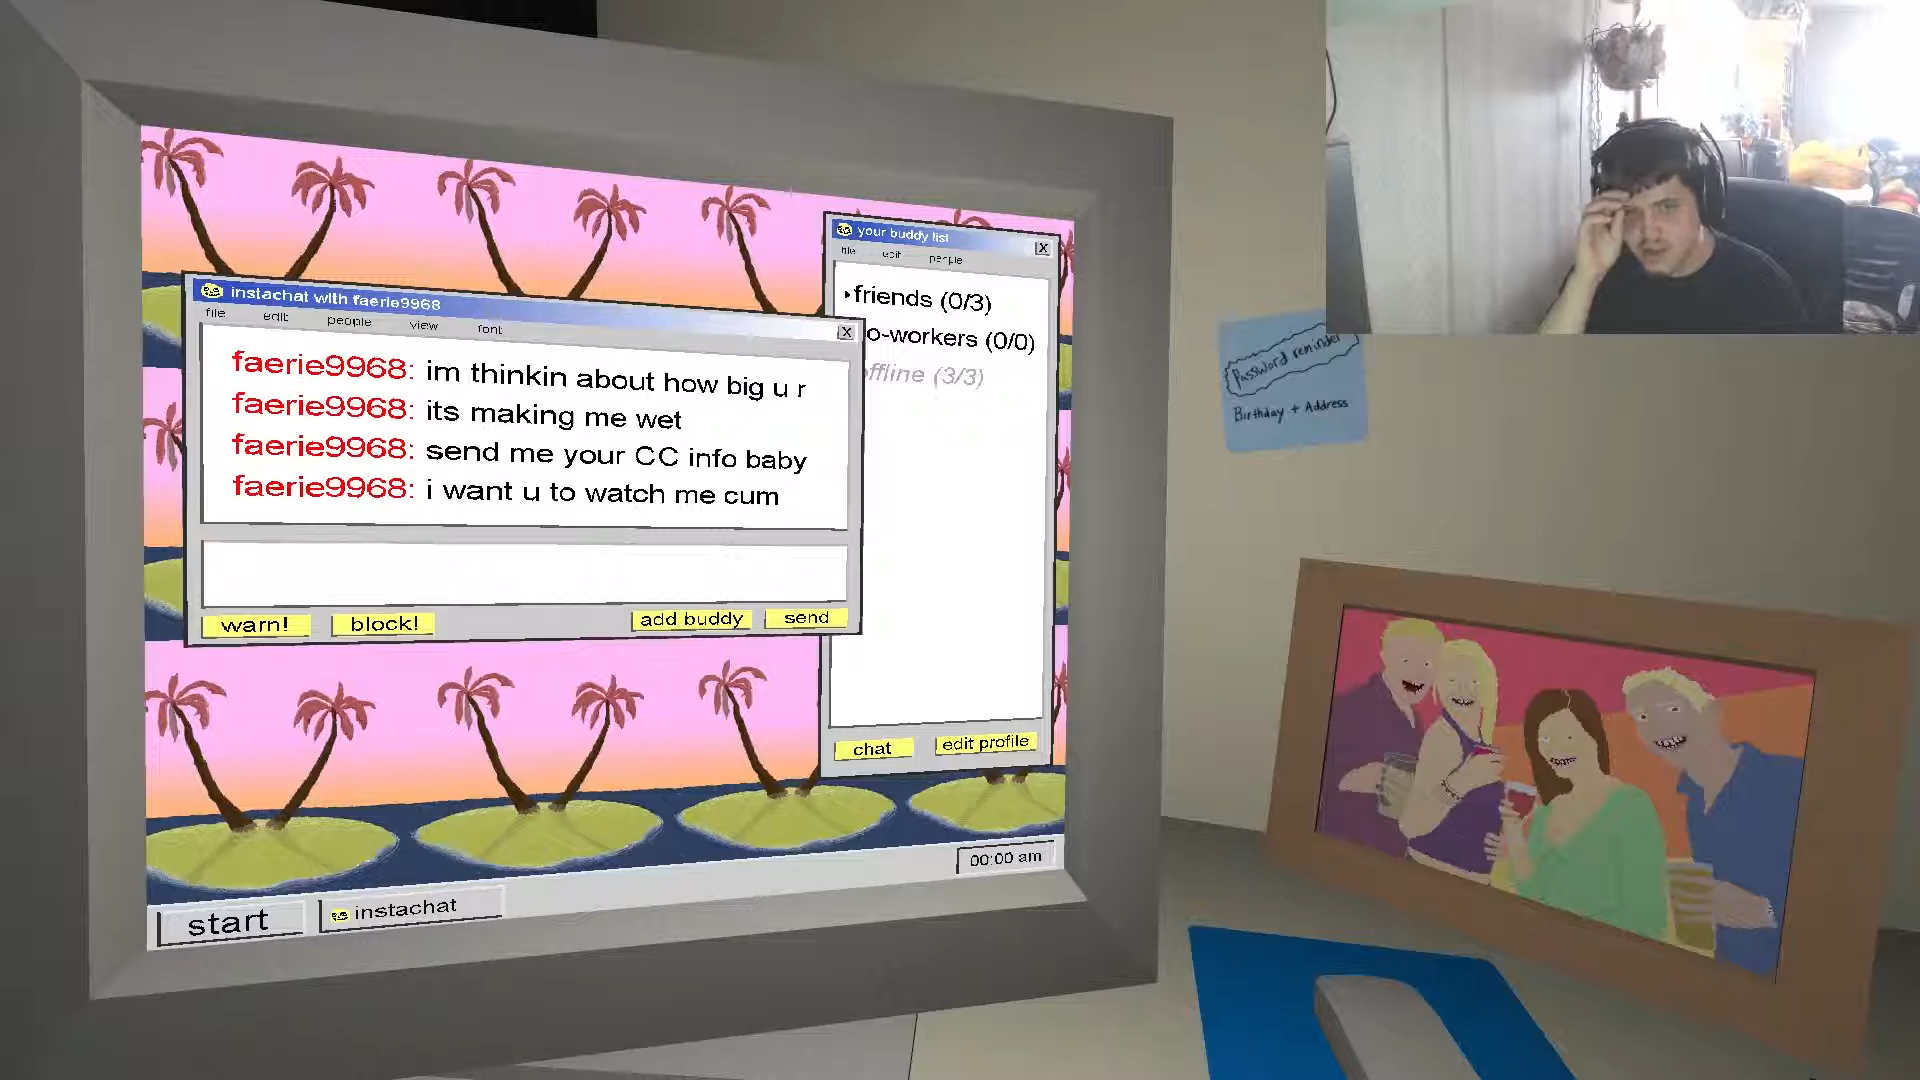 your buddy list
file edit people
friends (0/3)
o-workers (0/0)
offline (3/3)
chat
edit profile
instachat with faerie9968
file edit people view font
faerie9968: im thinkin about how big u r
faerie9968: its making me wet
faerie9968: send me your CC info baby
faerie9968: i want u to watch me cum
warn!
block!
add buddy
send
Password reminder
Birthday + Address
start
instachat
00:00 am